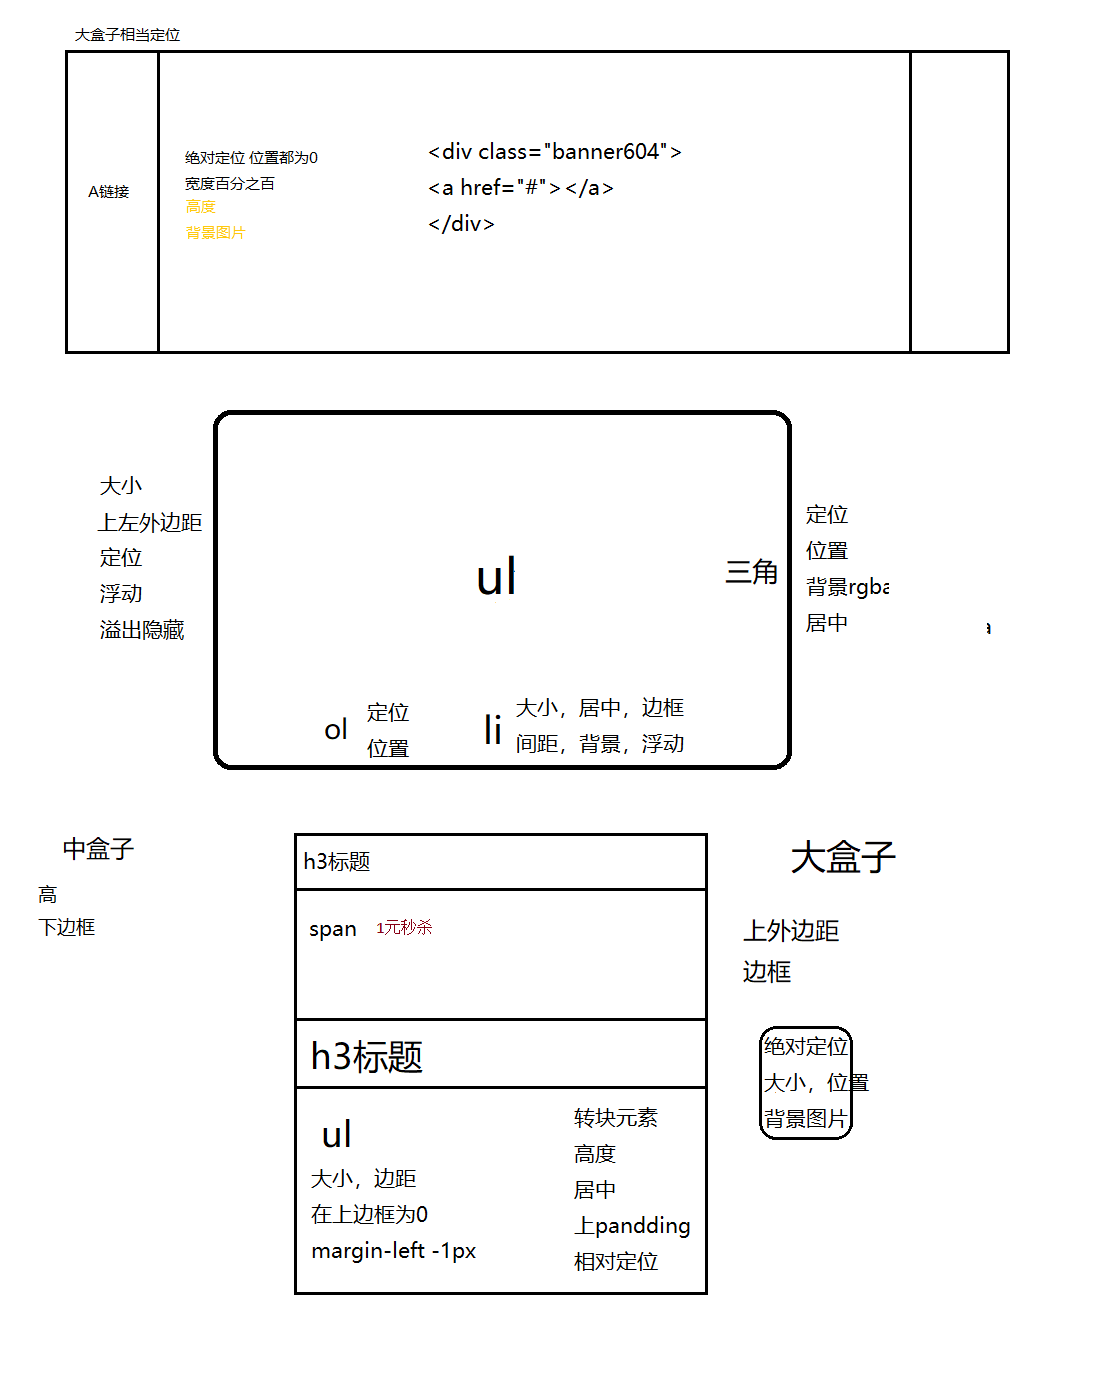 大盒子相当定位
A链接
绝对定位 位置都为0
宽度百分之百
高度
背景图片
<div class="banner604">
<a href="#"></a>
</div>
大小
上左外边距
定位
浮动
溢出隐藏
ul
三角
定位
位置
背景rgba
居中
a
ol
定位
位置
li
大小，居中，边框
间距，背景，浮动
中盒子
高
下边框
h3标题
span 1元秒杀
h3标题
ul
大小，边距
在上边框为0
margin-left -1px
转块元素
高度
居中
上pandding
相对定位
大盒子
上外边距
边框
绝对定位
大小，位置
背景图片